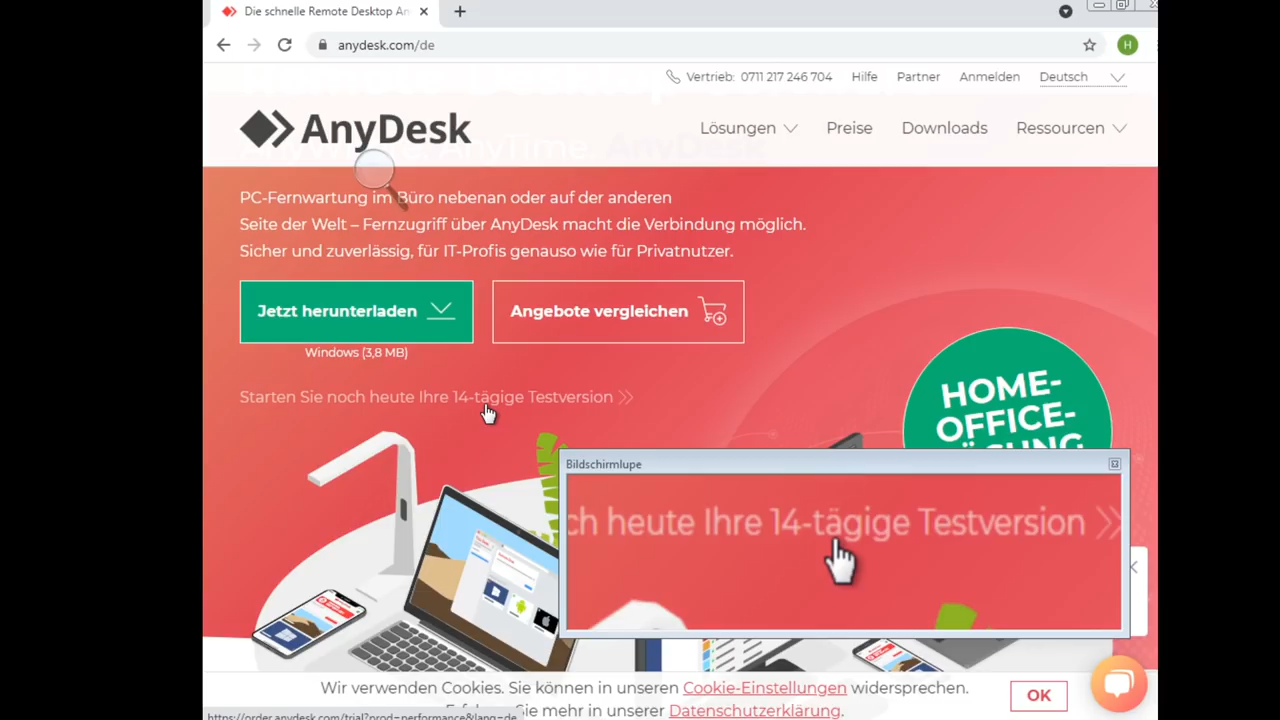 Die schnelle Remote Desktop An
anydesk.com/de
H
Vertrieb: 0711 217 246 704 Hilfe Partner Anmelden Deutsch
AnyDesk
Lösungen Preise Downloads Ressourcen
AnyWhere. AnyTime. AnyDesk
PC-Fernwartung im Büro nebenan oder auf der anderen
Seite der Welt – Fernzugriff über AnyDesk macht die Verbindung möglich.
Sicher und zuverlässig, für IT-Profis genauso wie für Privatnutzer.
Jetzt herunterladen
Angebote vergleichen
Windows (3,8 MB)
Starten Sie noch heute Ihre 14-tägige Testversion
HOME-
OFFICE-
Bildschirmlupe
ch heute Ihre 14-tägige Testversion
Wir verwenden Cookies. Sie können in unseren Cookie-Einstellungen widersprechen.
Sie mehr in unserer Datenschutzerklärung.
OK
https://order.anydesk.com/trial?prod=performance&lang=de